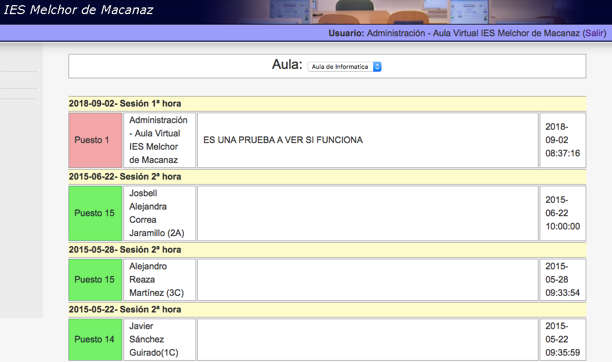 IES Melchor de Macanaz
Usuario: Administración - Aula Virtual IES Melchor de Macanaz (Salir)
Aula: Aula de Informatica
2018-09-02- Sesión 1ª hora
Puesto 1
Administración
- Aula Virtual
IES Melchor
de Macanaz
ES UNA PRUEBA A VER SI FUNCIONA
2018-
09-02
08:37:16
2015-06-22- Sesión 2ª hora
Puesto 15
Josbell
Alejandra
Correa
Jaramillo (2A)
2015-
06-22
10:00:00
2015-05-28- Sesión 2ª hora
Puesto 15
Alejandro
Reaza
Martínez (3C)
2015-
05-28
09:33:54
2015-05-22- Sesión 2ª hora
Puesto 14
Javier
Sánchez
Guirado(1C)
2015-
05-22
09:35:59